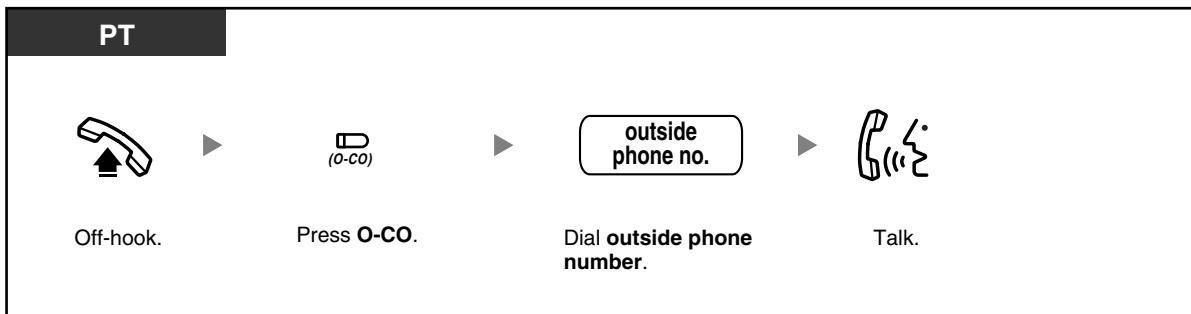 PT
(O-CO)
outside
phone no.
Off-hook.
Press O-CO.
Dial outside phone
number.
Talk.